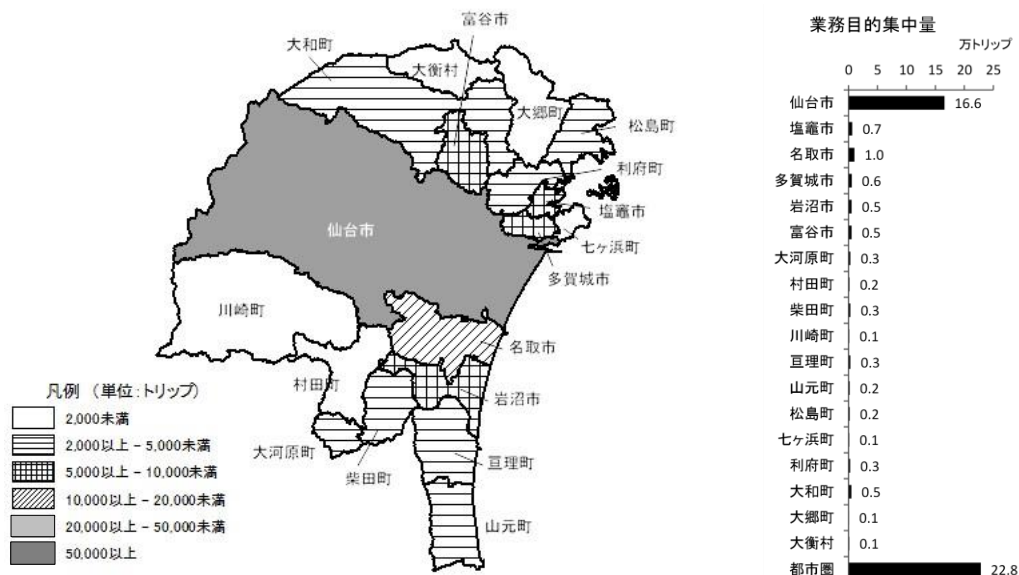 富谷市
大和町
大衡村
大郷町
松島町
利府町
塩竈市
七ヶ浜町
多賀城市
仙台市
川崎町
名取市
村田町
岩沼市
大河原町
柴田町
亘理町
山元町
凡例 (単位:トリップ)
2,000未満
2,000以上-5,000未満
5,000以上-10,000未満
10,000以上-20,000未満
20,000以上-50,000未満
50,000以上
業務目的集中量
万トリップ
0 5 10 15 20 25
仙台市 16.6
塩竈市 0.7
名取市 1.0
多賀城市 0.6
岩沼市 0.5
富谷市 0.5
大河原町 0.3
村田町 0.2
柴田町 0.3
川崎町 0.1
亘理町 0.3
山元町 0.2
松島町 0.2
七ヶ浜町 0.1
利府町 0.3
大和町 0.5
大郷町 0.1
大衡村 0.1
都市圏 22.8